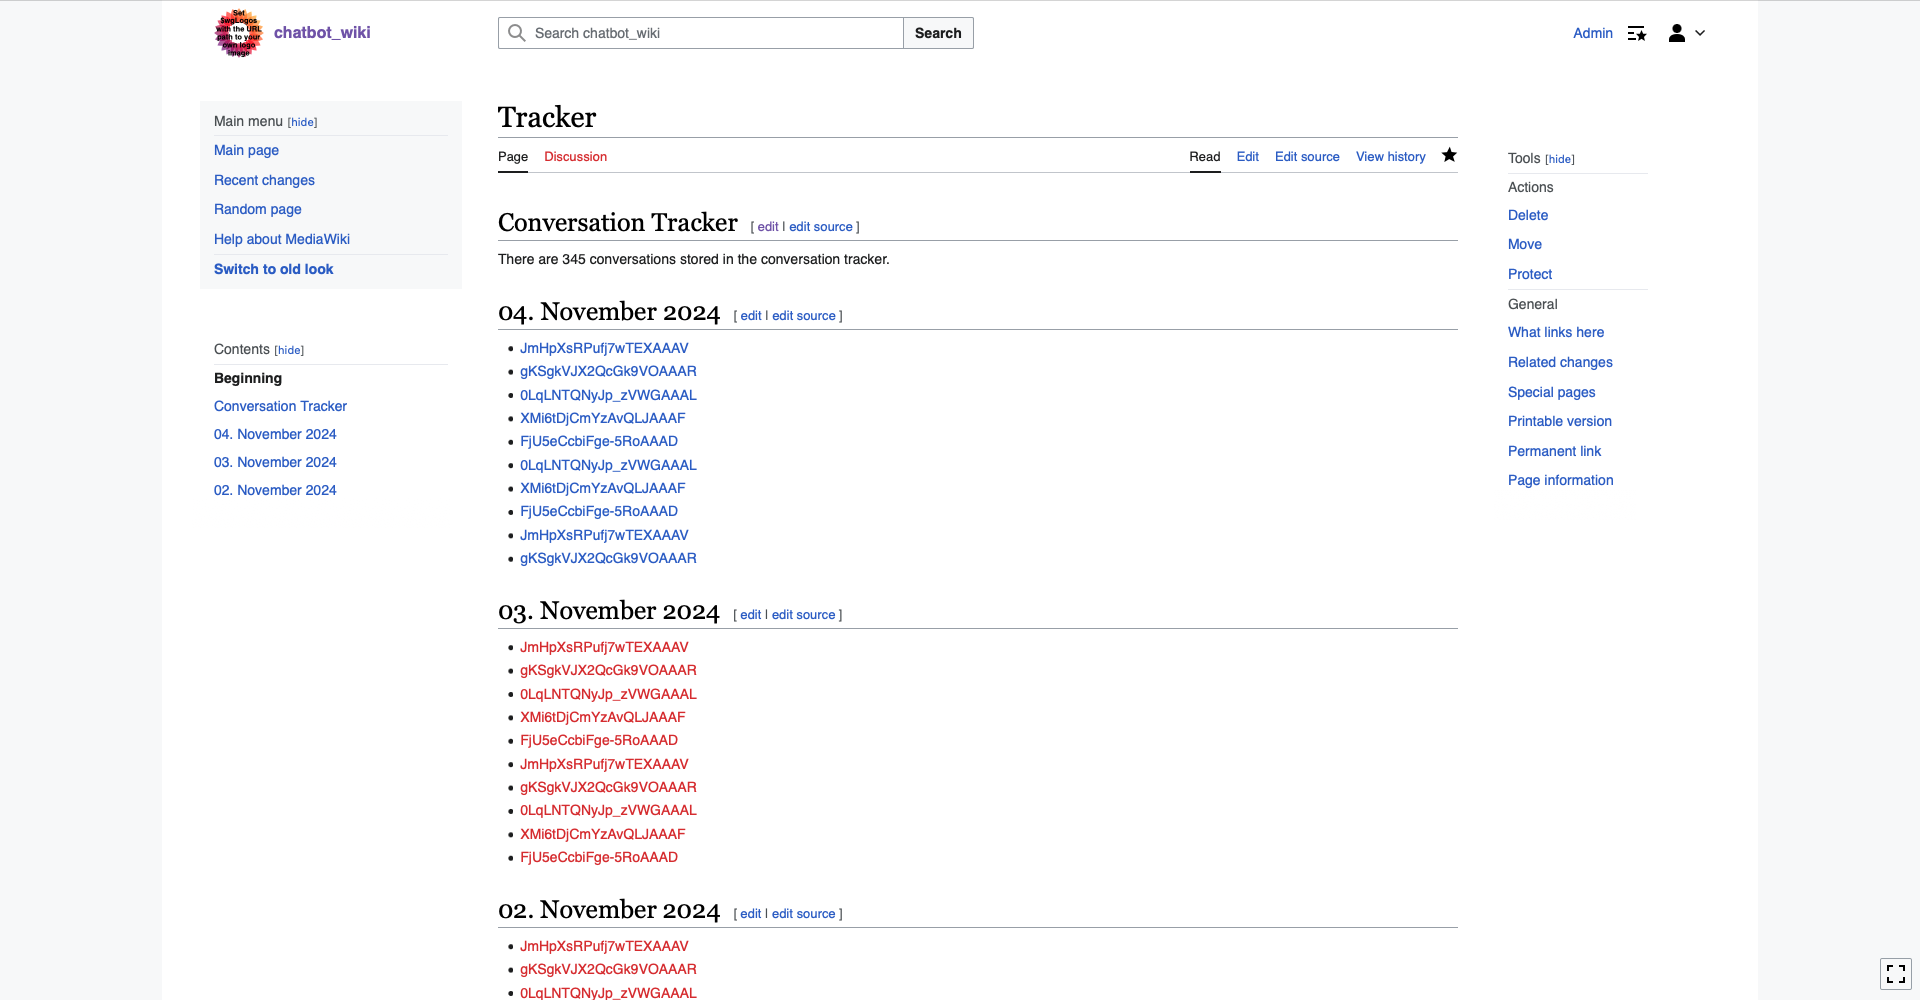 Set
$wgLogos
with the URL
path to your
own logo
image
chatbot_wiki
Search chatbot_wiki
Search
Admin
Main menu [hide]
Main page
Recent changes
Random page
Help about MediaWiki
Switch to old look
Contents [hide]
Beginning
Conversation Tracker
04. November 2024
03. November 2024
02. November 2024
Tracker
Page Discussion
Read Edit Edit source View history
Conversation Tracker [ edit | edit source ]
There are 345 conversations stored in the conversation tracker.
04. November 2024 [ edit | edit source ]
JmHpXsRPufj7wTEXAAAV
gKSgkVJX2QcGk9VOAAAR
0LqLNTQNyJp_zVWGAAAL
XMi6tDjCmYzAvQLJAAAF
FjU5eCcbiFge-5RoAAAD
0LqLNTQNyJp_zVWGAAAL
XMi6tDjCmYzAvQLJAAAF
FjU5eCcbiFge-5RoAAAD
JmHpXsRPufj7wTEXAAAV
gKSgkVJX2QcGk9VOAAAR
03. November 2024 [ edit | edit source ]
JmHpXsRPufj7wTEXAAAV
gKSgkVJX2QcGk9VOAAAR
0LqLNTQNyJp_zVWGAAAL
XMi6tDjCmYzAvQLJAAAF
FjU5eCcbiFge-5RoAAAD
JmHpXsRPufj7wTEXAAAV
gKSgkVJX2QcGk9VOAAAR
0LqLNTQNyJp_zVWGAAAL
XMi6tDjCmYzAvQLJAAAF
FjU5eCcbiFge-5RoAAAD
02. November 2024 [ edit | edit source ]
JmHpXsRPufj7wTEXAAAV
gKSgkVJX2QcGk9VOAAAR
0LqLNTQNyJp_zVWGAAAL
Tools [hide]
Actions
Delete
Move
Protect
General
What links here
Related changes
Special pages
Printable version
Permanent link
Page information